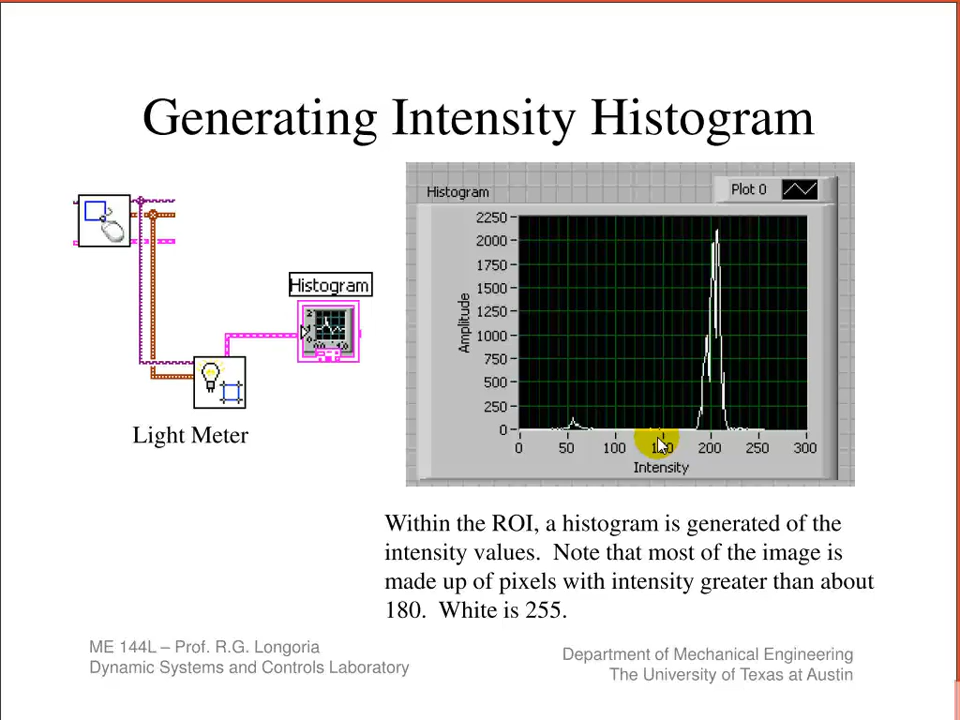 Generating Intensity Histogram
Histogram
Light Meter
Histogram
Plot 0
Amplitude
2250
2000
1750
1500
1250
1000
750
500
250
0
0 50 100 150 200 250 300
Intensity
Within the ROI, a histogram is generated of the
intensity values. Note that most of the image is
made up of pixels with intensity greater than about
180. White is 255.
ME 144L – Prof. R.G. Longoria
Dynamic Systems and Controls Laboratory
Department of Mechanical Engineering
The University of Texas at Austin